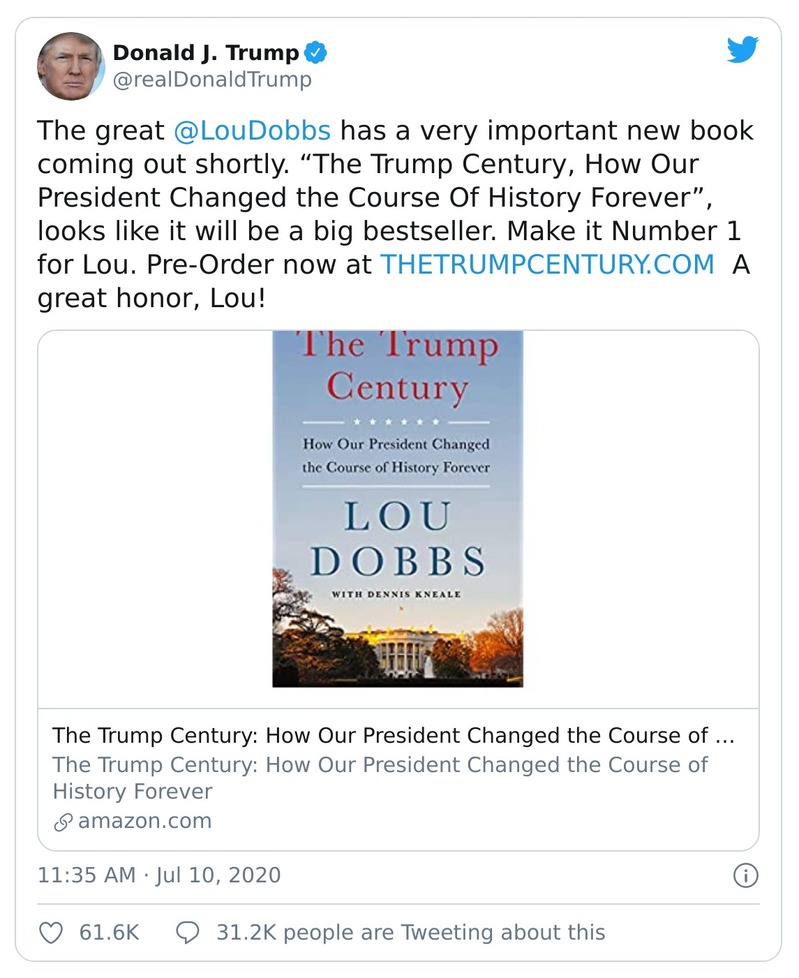 Donald J. Trump
@realDonaldTrump
The great @LouDobbs has a very important new book
coming out shortly. “The Trump Century, How Our
President Changed the Course Of History Forever”,
looks like it will be a big bestseller. Make it Number 1
for Lou. Pre-Order now at THETRUMPCENTURY.COM  A
great honor, Lou!
The Trump
Century
How Our President Changed
the Course of History Forever
LOU
DOBBS
WITH DENNIS KNEALE
The Trump Century: How Our President Changed the Course of ...
The Trump Century: How Our President Changed the Course of
History Forever
amazon.com
11:35 AM · Jul 10, 2020
61.6K 31.2K people are Tweeting about this